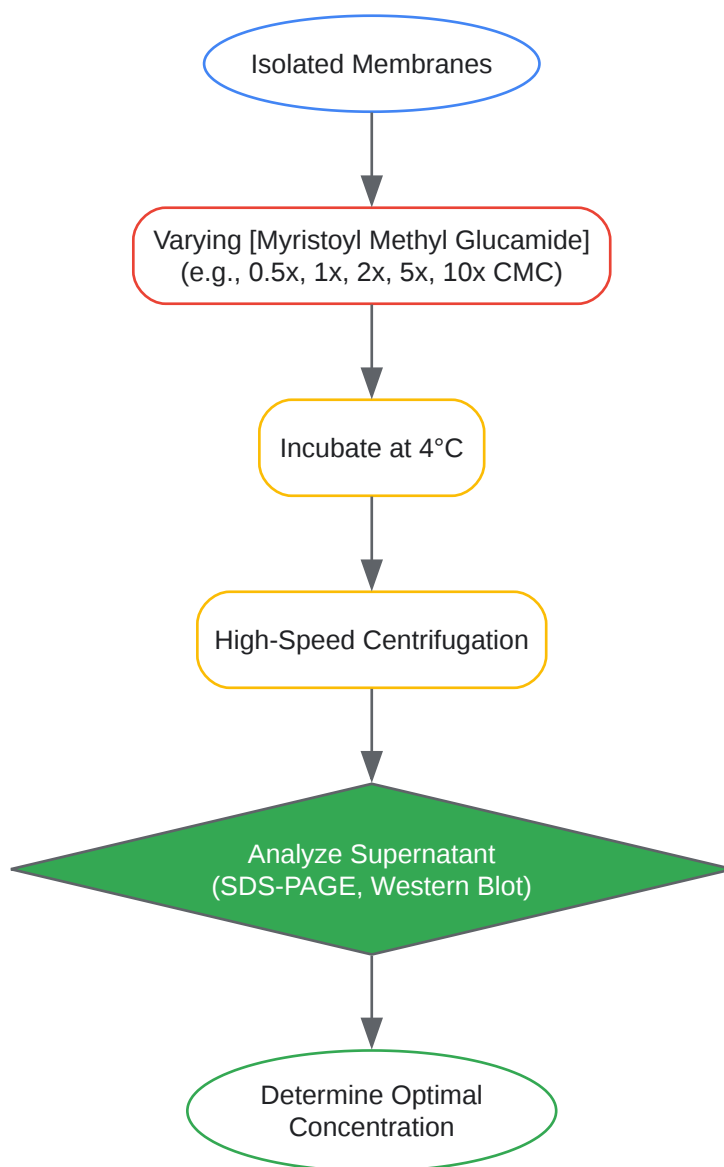 Isolated Membranes
Varying [Myristoyl Methyl Glucamide]
(e.g., 0.5x, 1x, 2x, 5x, 10x CMC)
Incubate at 4°C
High-Speed Centrifugation
Analyze Supernatant
(SDS-PAGE, Western Blot)
Determine Optimal
Concentration